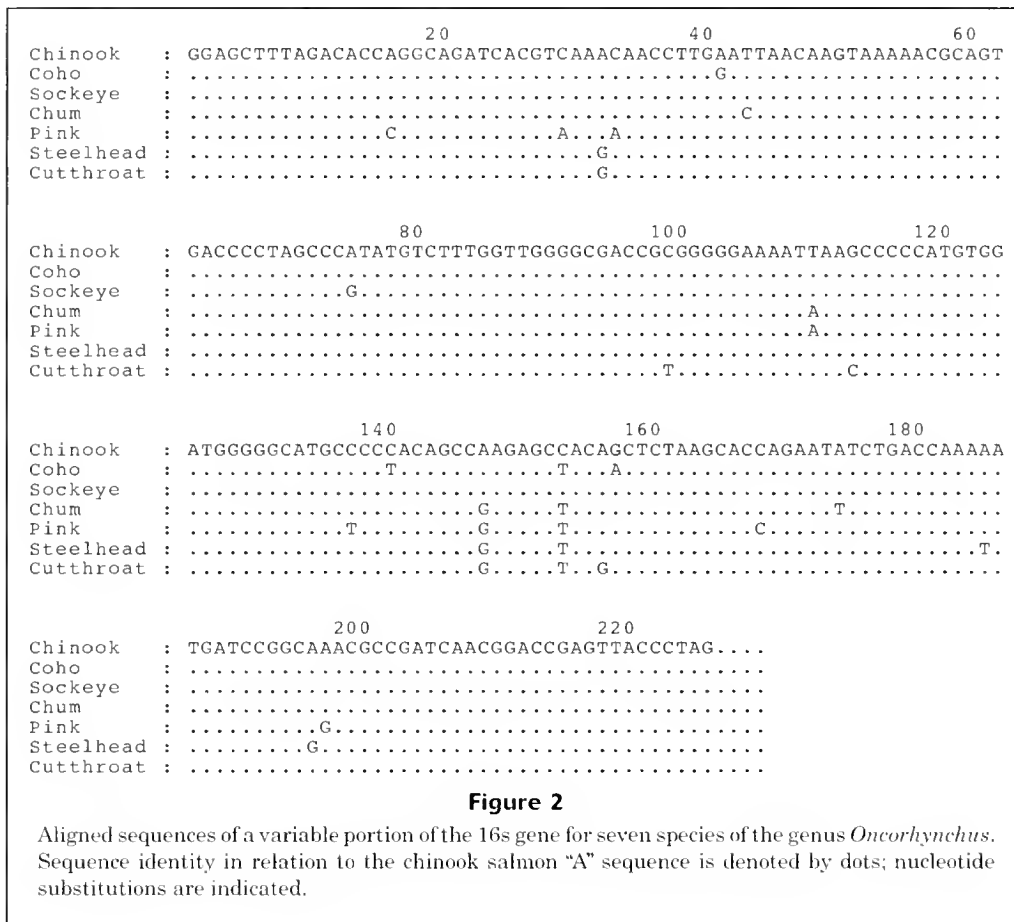 20 40 60
Chinook : GGAGCTTTAGACACCAGGCAGATCACGTCAAACAACCTTGAATTAACAAGTAAAAACGCAGT
Coho : ........................................G.....................
Sockeye : ..............................................................
Chum : ..........................................C...................
Pink : ...............C............A...A.............................
Steelhead : ...............................G..............................
Cutthroat : ...............................G..............................
80 100 120
Chinook : GACCCCTAGCCCATATGTCTTTGGTTGGGGCGACCGCGGGGGAAAATTAAGCCCCCATGTGG
Coho : ..............................................................
Sockeye : ............G.................................................
Chum : ...............................................A..............
Pink : ...............................................A..............
Steelhead : ..............................................................
Cutthroat : ....................................T.............C...........
140 160 180
Chinook : ATGGGGGCATGCCCCCACAGCCAAGAGCCACAGCTCTAAGCACCAGAATATCTGACCAAAAA
Coho : ...............T............T...A.............................
Sockeye : ..............................................................
Chum : ......................G.....T....................T............
Pink : ............T.........G.....T..............C..................
Steelhead : ......................G.....T...............................T.
Cutthroat : ......................G.....T..G..............................
200 220
Chinook : TGATCCGGCAAACGCCGATCAACGGACCGAGTTACCCTAG....
Coho : ............................................
Sockeye : ............................................
Chum : ............................................
Pink : ..........G.................................
Steelhead : .........G..................................
Cutthroat : ............................................
Figure 2
Aligned sequences of a variable portion of the 16s gene for seven species of the genus Oncorhynchus.
Sequence identity in relation to the chinook salmon “A” sequence is denoted by dots; nucleotide
substitutions are indicated.